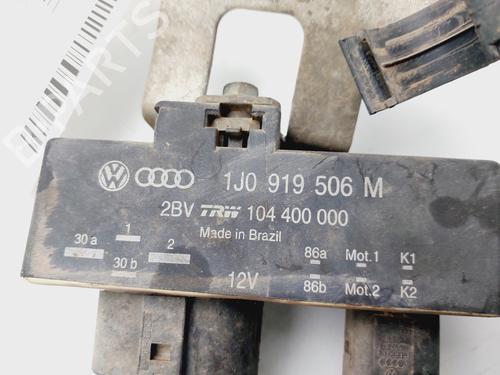 B-PARTS
1J0 919 506 M
2BV TRW 104 400 000
Made in Brazil
30 a 1 2 86a Mot.1 K1
30 b 12V 86b Mot.2 K2